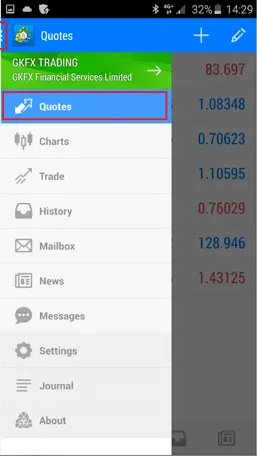 4G 32% 14:29
Quotes
GKFX TRADING
GKFX Financial Services Limited
83.697
Quotes
1.08348
Charts
0.70623
Trade
1.10595
History
0.76029
Mailbox
128.946
News
1.43125
Messages
Settings
Journal
About